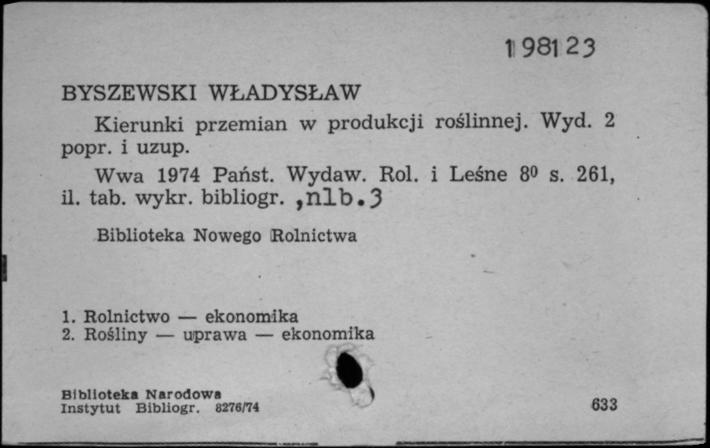 198123
BYSZEWSKI WŁADYSŁAW
Kierunki przemian w produkcji roślinnej. Wyd. 2
popr. i uzup.
Wwa 1974 Państ. Wydaw. Rol. i Leśne 8⁰ s. 261,
il. tab. wykr. bibliogr. ,nlb.3
Biblioteka Nowego Rolnictwa
1. Rolnictwo — ekonomika
2. Rośliny — uprawa — ekonomika
Biblioteka Narodowa
Instytut Bibliogr. 8276/74
633